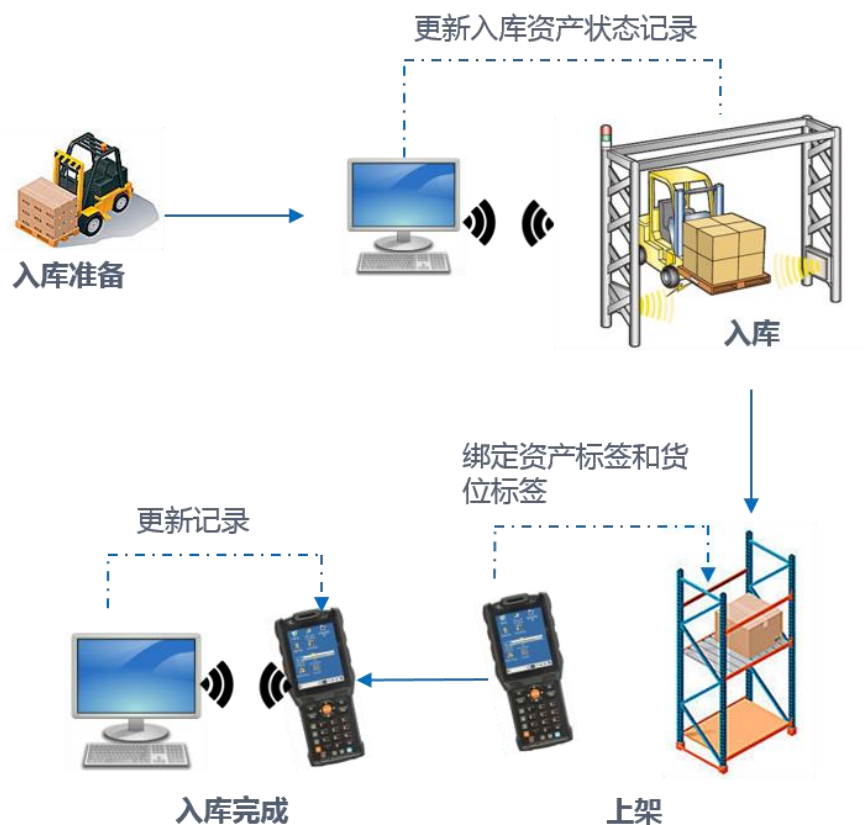 更新入库资产状态记录
入库准备
入库
绑定资产标签和货
位标签
更新记录
入库完成
上架